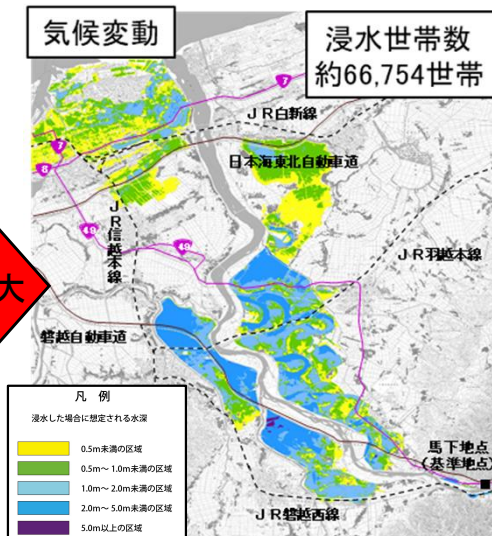 気候変動
浸水世帯数
約66,754世帯
7
JR白新線
日本海東北自動車道
7
8
49
49
JR信越本線
JR羽越本線
大
磐越自動車道
凡 例
浸水した場合に想定される水深
0.5m未満の区域
0.5m～1.0m未満の区域
1.0m～2.0m未満の区域
2.0m～5.0m未満の区域
5.0m以上の区域
馬下地点
(基準地点)
JR磐越西線